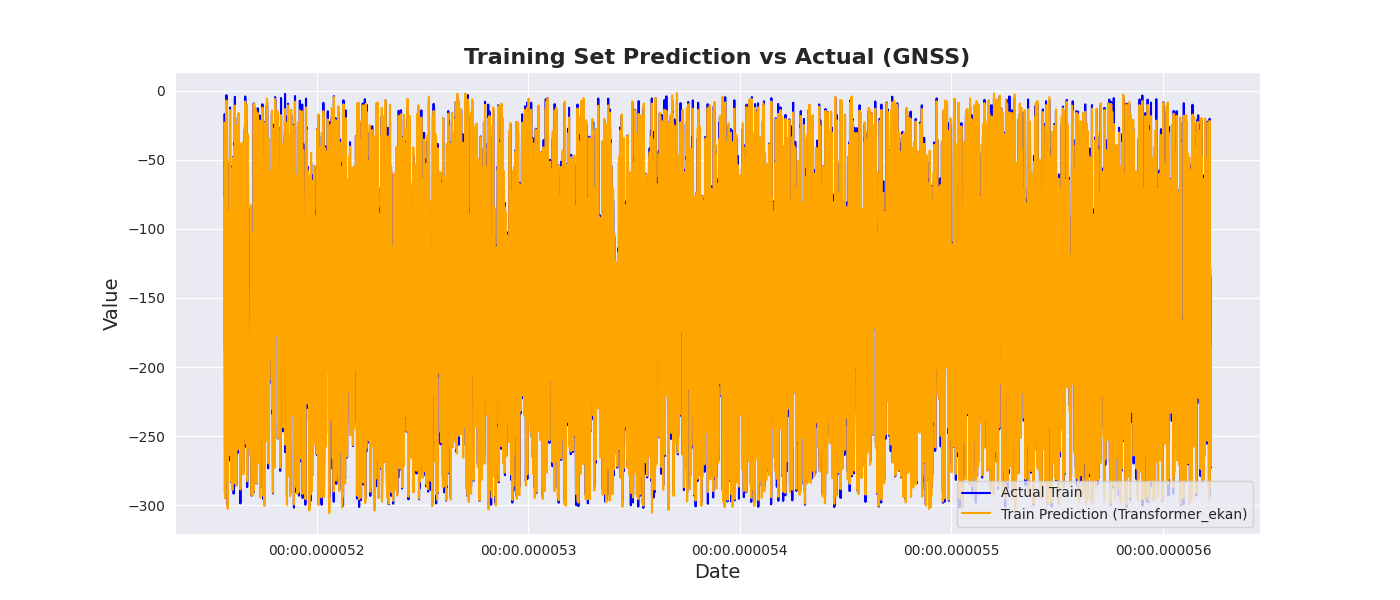 Training Set Prediction vs Actual (GNSS)
Value
0
−50
−100
−150
−200
−250
−300
Actual Train
Train Prediction (Transformer_ekan)
00:00.000052 00:00.000053 00:00.000054 00:00.000055 00:00.000056
Date